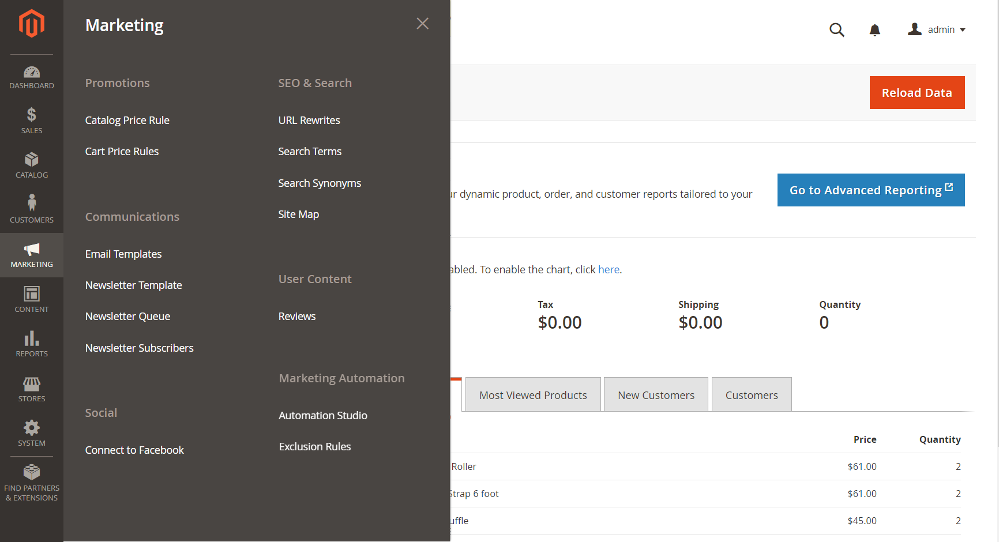 DASHBOARD
SALES
CATALOG
CUSTOMERS
MARKETING
CONTENT
REPORTS
STORES
SYSTEM
FIND PARTNERS
& EXTENSIONS
Marketing
Promotions
Catalog Price Rule
Cart Price Rules
Communications
Email Templates
Newsletter Template
Newsletter Queue
Newsletter Subscribers
Social
Connect to Facebook
SEO & Search
URL Rewrites
Search Terms
Search Synonyms
Site Map
User Content
Reviews
Marketing Automation
Automation Studio
Exclusion Rules
admin
Reload Data
dynamic product, order, and customer reports tailored to your
Go to Advanced Reporting
To enable the chart, click here.
Tax Shipping Quantity
$0.00 $0.00 0
Most Viewed Products New Customers Customers
Price Quantity
Roller $61.00 2
Strap 6 foot $61.00 2
$45.00 2